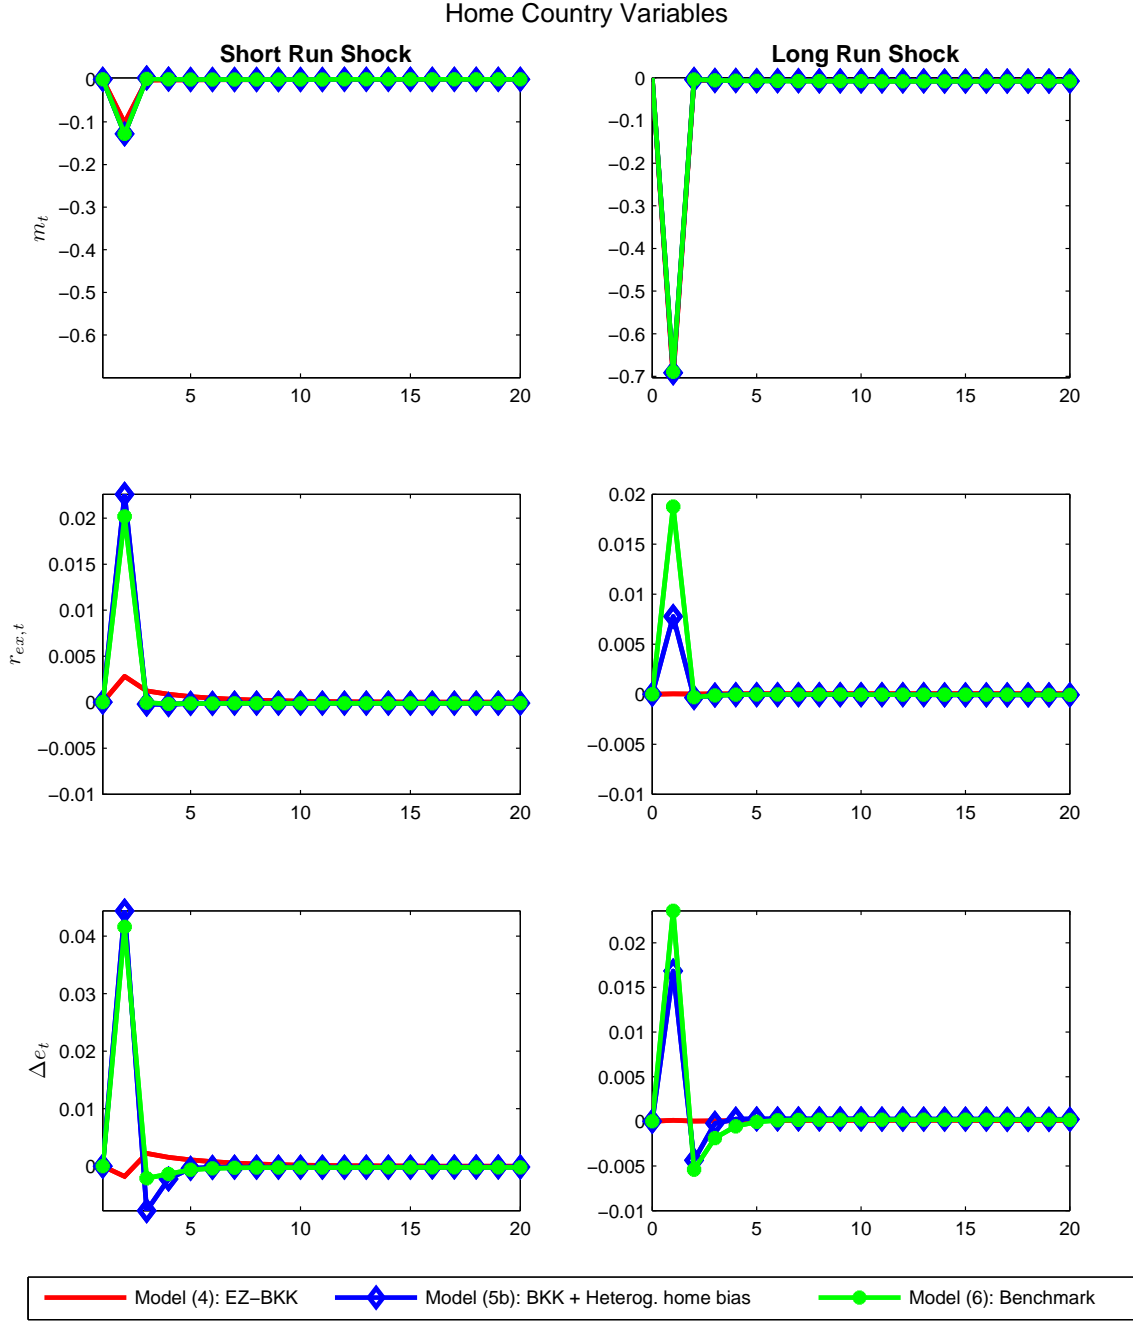 Home Country Variables
Short Run Shock
Long Run Shock
0
−0.1
−0.2
−0.3
−0.4
−0.5
−0.6
m_t
5 10 15 20
0
−0.1
−0.2
−0.3
−0.4
−0.5
−0.6
−0.7
0 5 10 15 20
0.02
0.015
0.01
0.005
0
−0.005
−0.01
r_{ex,t}
5 10 15 20
0.02
0.015
0.01
0.005
0
−0.005
−0.01
0 5 10 15 20
0.04
0.03
0.02
0.01
0
Δe_t
5 10 15 20
0.02
0.015
0.01
0.005
0
−0.005
−0.01
0 5 10 15 20
Model (4): EZ−BKK
Model (5b): BKK + Heterog. home bias
Model (6): Benchmark